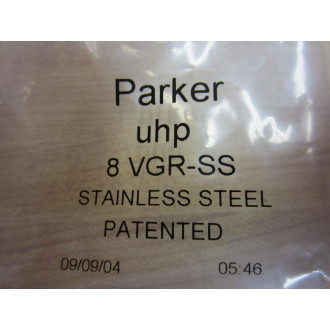 Parker
uhp
8 VGR-SS
STAINLESS STEEL
PATENTED
09/09/04 05:46